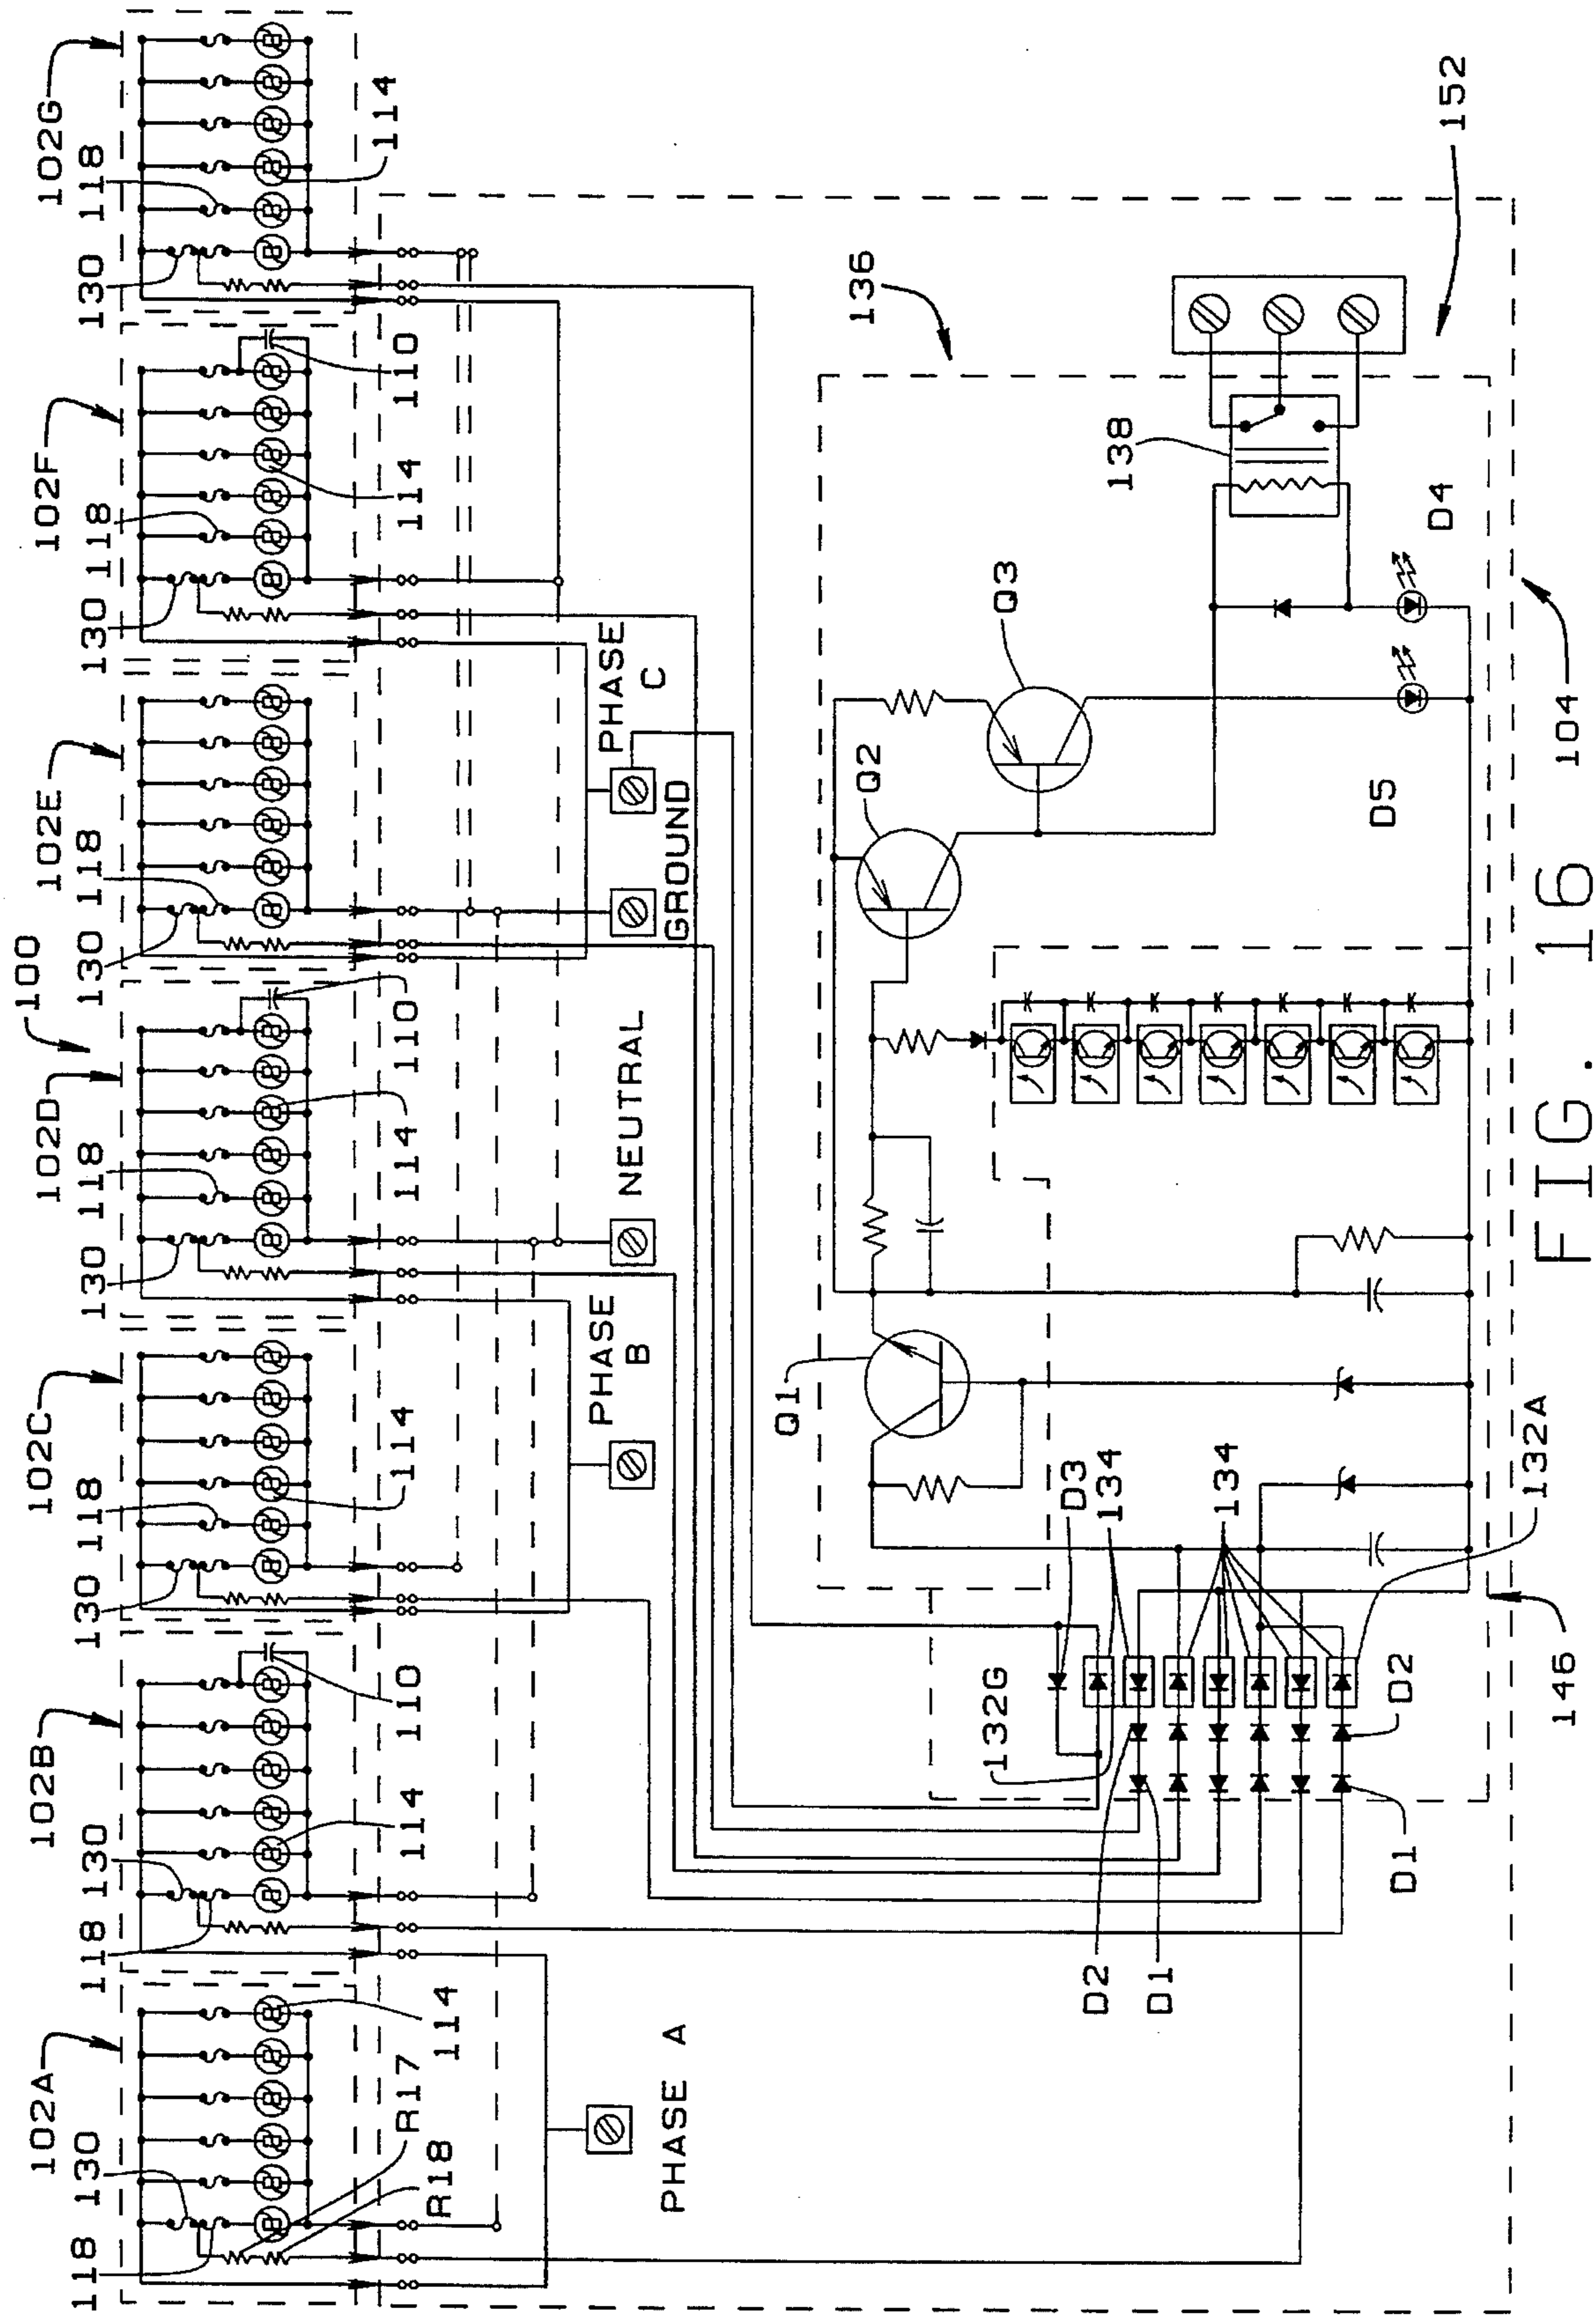 100
102A
118 130
114
R17
R18
102B
118 130
114
110
102C
130 118
114
102D
130 118
114
110
102E
130 118
102F
130 118
114
110
102G
130 118
114
PHASE A
PHASE
B
NEUTRAL
GROUND
PHASE
C
136
138
152
Q1
Q2
Q3
D4
D5
D3
134
134
132G
132A
D2
D1
D2
D1
146
104
FIG. 16